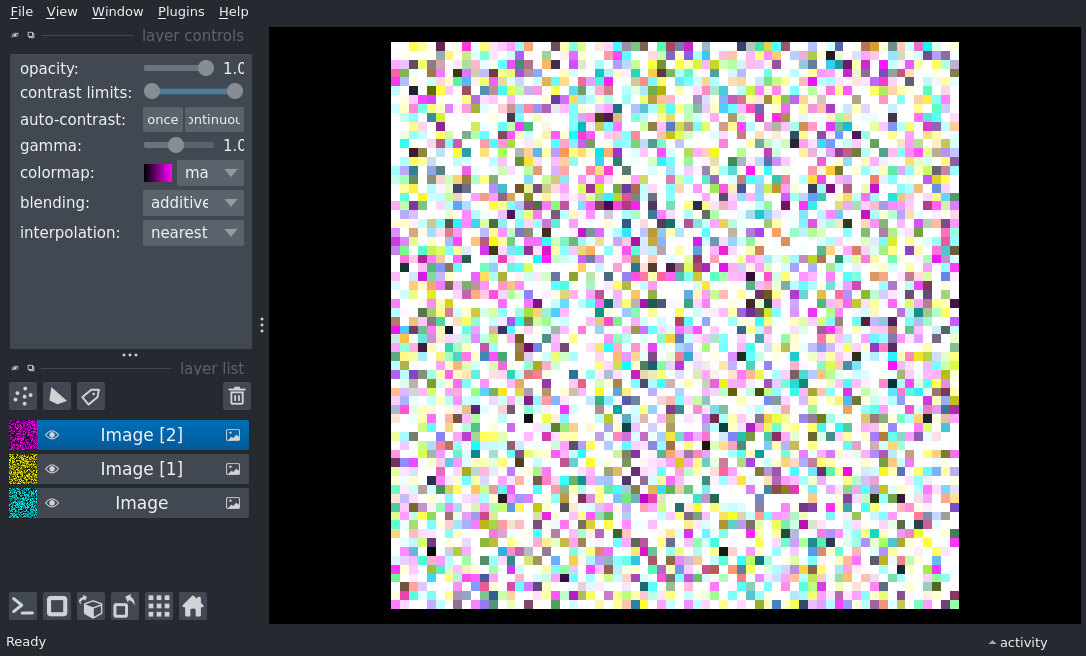 File View Window Plugins Help
layer controls
opacity: 1.0
contrast limits:
auto-contrast: once ontinuou
gamma: 1.0
colormap: ma
blending: additive
interpolation: nearest
layer list
Image [2]
Image [1]
Image
Ready
activity